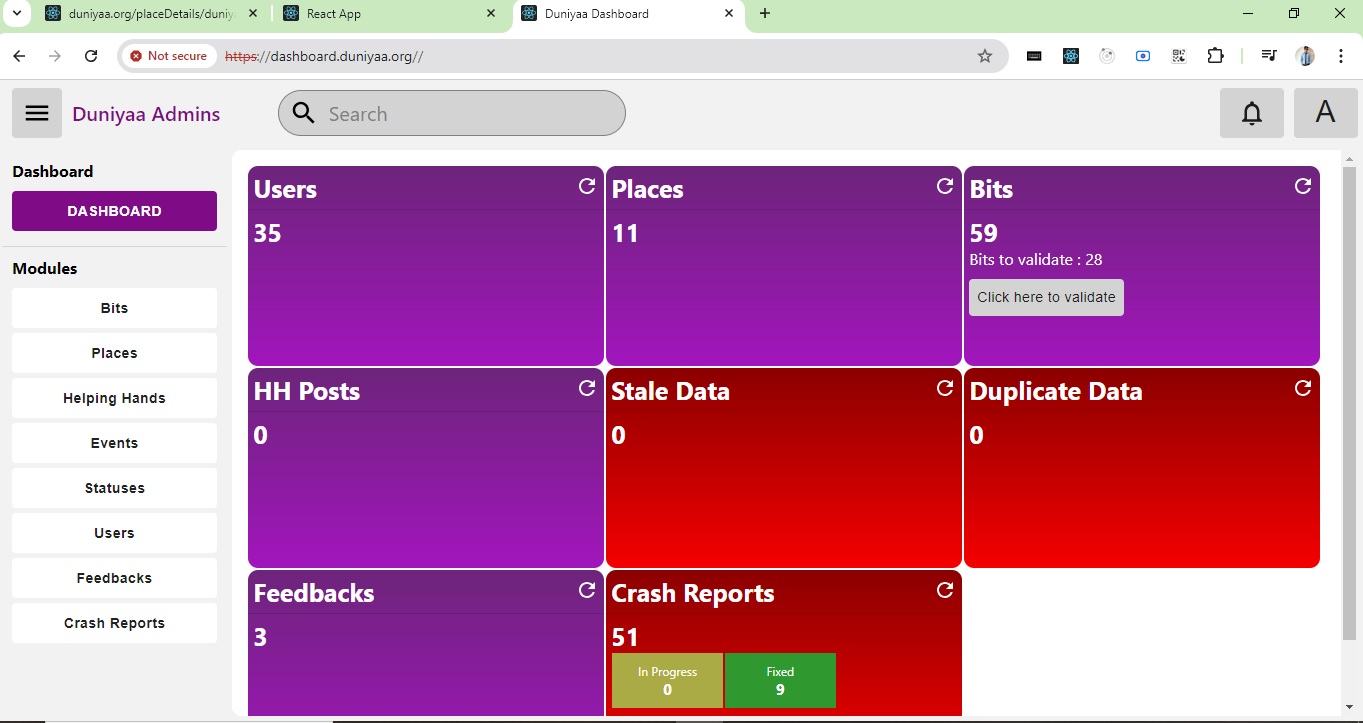 duniyaa.org/placeDetails/duniy
React App
Duniyaa Dashboard
Not secure
https://dashboard.duniyaa.org//
Duniyaa Admins
Search
A
Dashboard
DASHBOARD
Modules
Bits
Places
Helping Hands
Events
Statuses
Users
Feedbacks
Crash Reports
Users
35
Places
11
Bits
59
Bits to validate : 28
Click here to validate
HH Posts
0
Stale Data
0
Duplicate Data
0
Feedbacks
3
Crash Reports
51
In Progress
0
Fixed
9